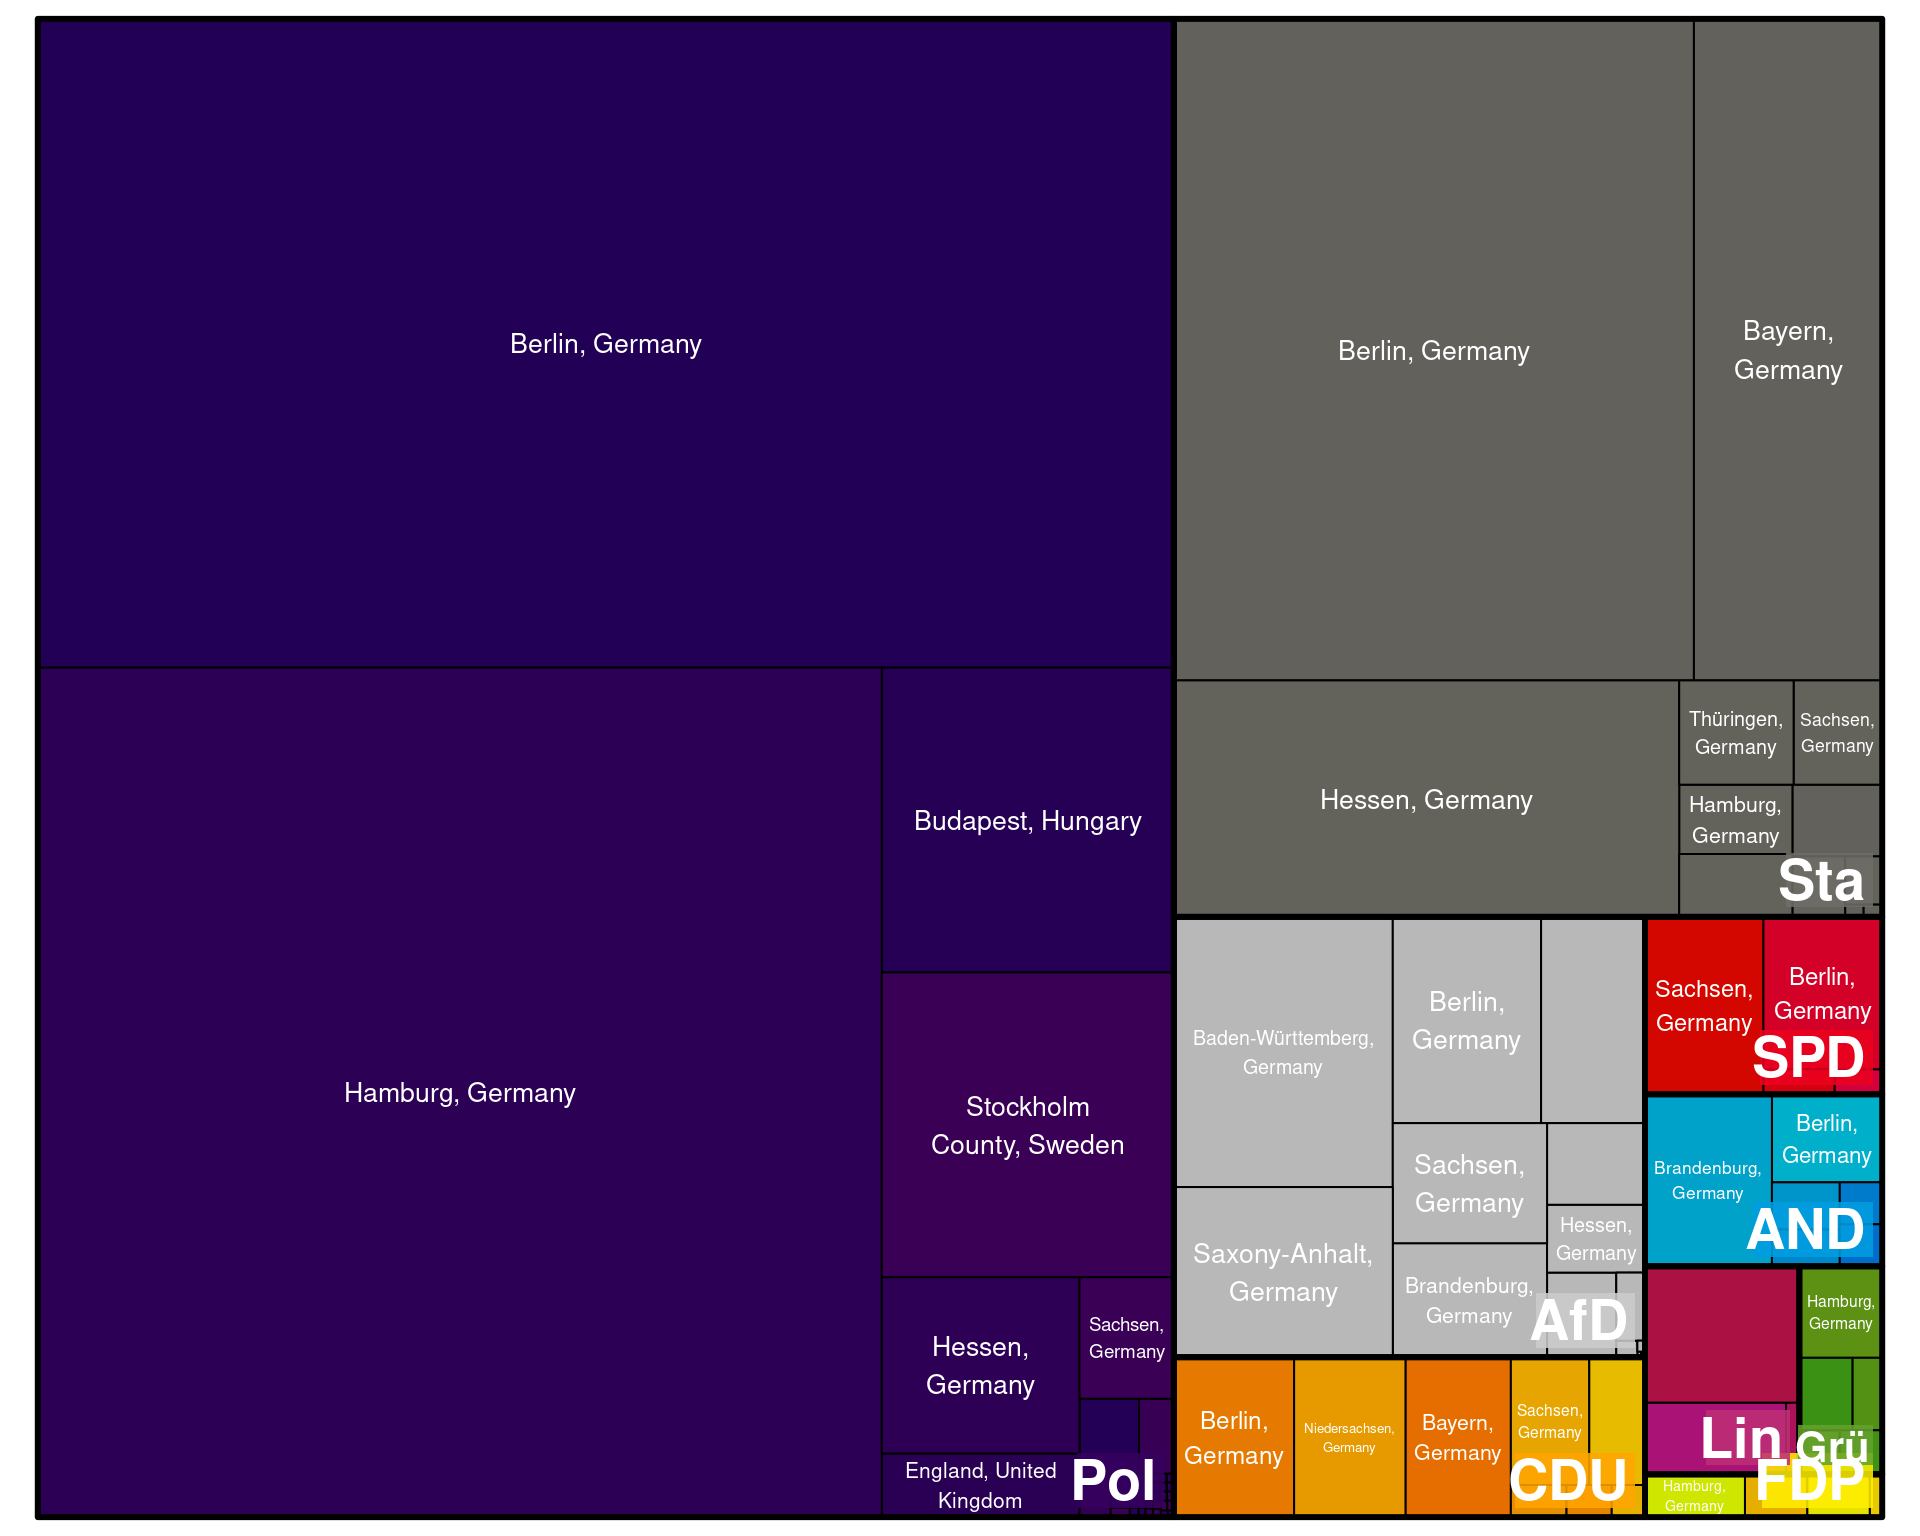 Berlin, Germany
Hamburg, Germany
Budapest, Hungary
Stockholm
County, Sweden
Hessen,
Germany
Sachsen,
Germany
England, United
Kingdom
Pol
Berlin, Germany
Bayern,
Germany
Hessen, Germany
Thüringen,
Germany
Sachsen,
Germany
Hamburg,
Germany
Sta
Baden-Württemberg,
Germany
Berlin,
Germany
Saxony-Anhalt,
Germany
Sachsen,
Germany
Brandenburg,
Germany
Hessen,
Germany
AfD
Sachsen,
Germany
Berlin,
Germany
SPD
Brandenburg,
Germany
Berlin,
Germany
AND
Lin
Hamburg,
Germany
Grü
Berlin,
Germany
Niedersachsen,
Germany
Bayern,
Germany
Sachsen,
Germany
CDU
Hamburg,
Germany
FDP